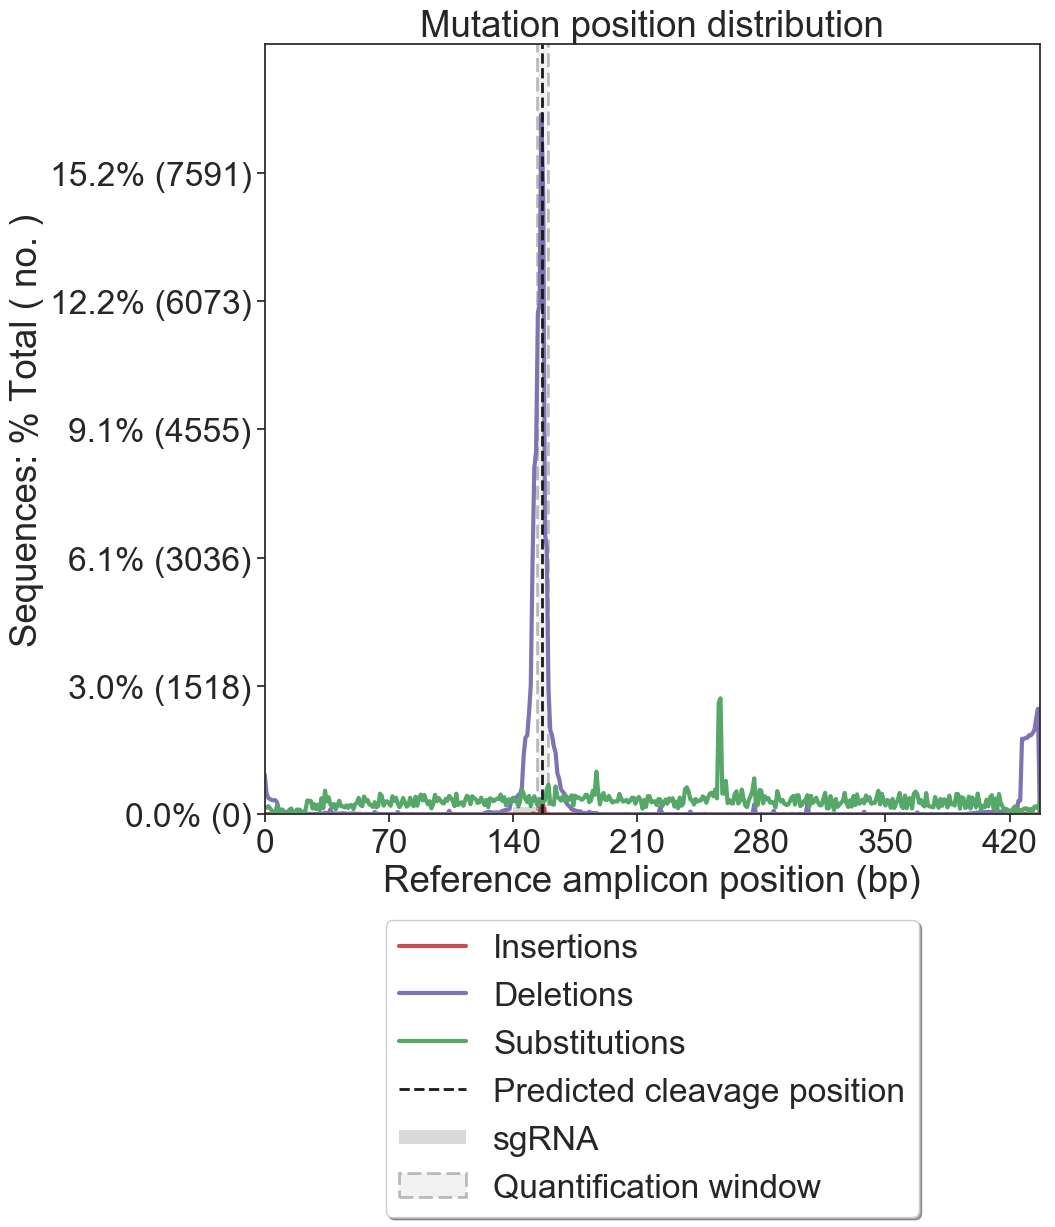 Mutation position distribution
Sequences: % Total ( no. )
15.2% (7591)
12.2% (6073)
9.1% (4555)
6.1% (3036)
3.0% (1518)
0.0% (0)
0 70 140 210 280 350 420
Reference amplicon position (bp)
Insertions
Deletions
Substitutions
Predicted cleavage position
sgRNA
Quantification window